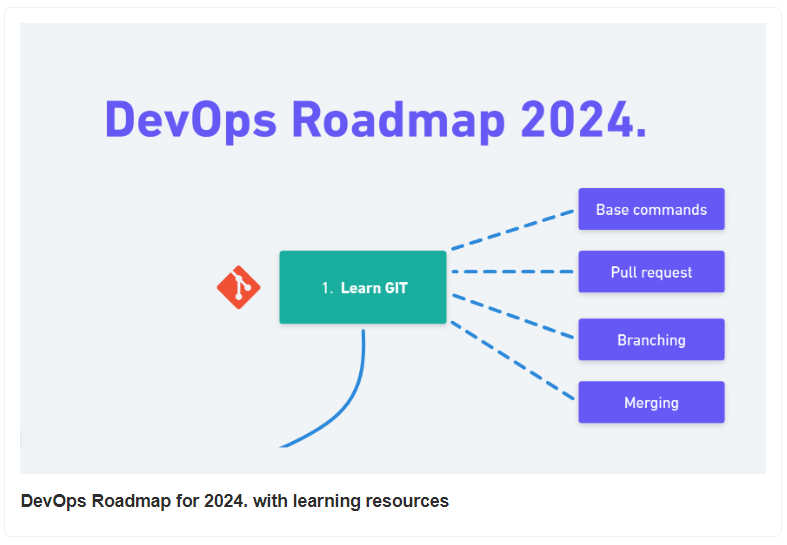 DevOps Roadmap 2024.
Base commands
Pull request
1. Learn GIT
Branching
Merging
DevOps Roadmap for 2024. with learning resources